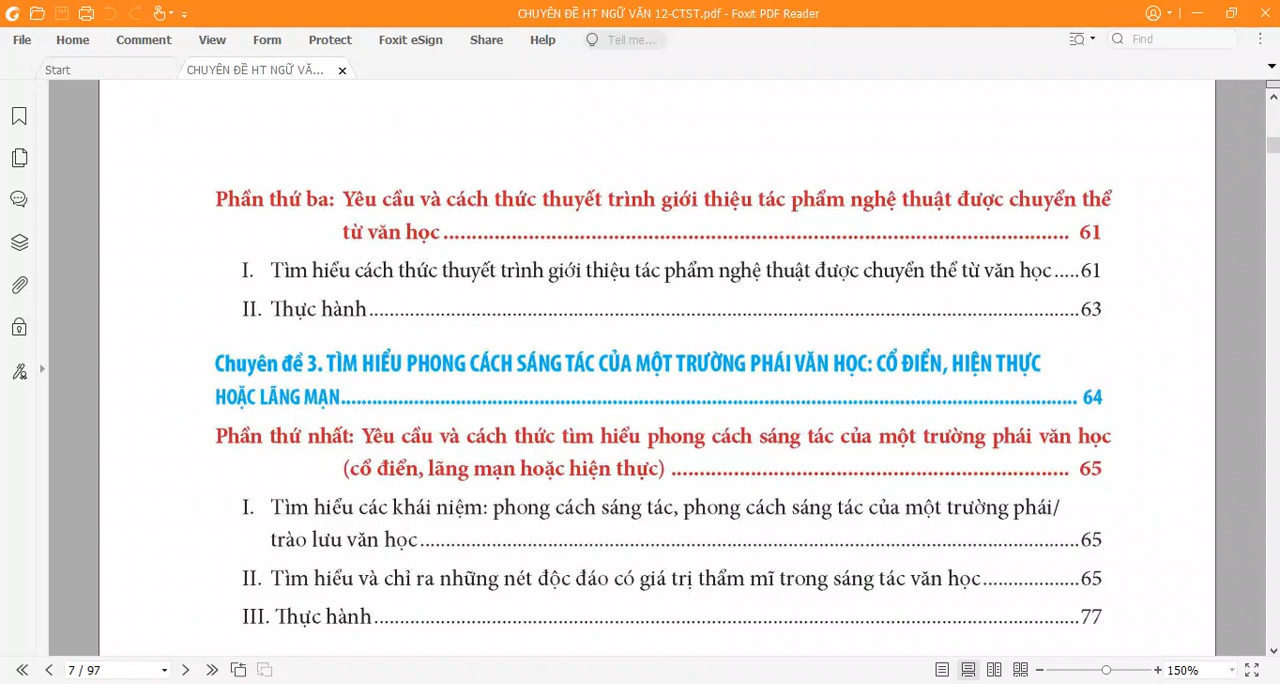 CHUYÊN ĐỀ HT NGỮ VĂN 12-CTST.pdf - Foxit PDF Reader
File Home Comment View Form Protect Foxit eSign Share Help Tell me... Find
Start CHUYÊN ĐỀ HT NGỮ VĂ...
Phần thứ ba: Yêu cầu và cách thức thuyết trình giới thiệu tác phẩm nghệ thuật được chuyển thể
từ văn học.................................................................................................... 61
I. Tìm hiểu cách thức thuyết trình giới thiệu tác phẩm nghệ thuật được chuyển thể từ văn học.....61
II. Thực hành....................................................................................................63
Chuyên đề 3. TÌM HIỂU PHONG CÁCH SÁNG TÁC CỦA MỘT TRƯỜNG PHÁI VĂN HỌC: CỔ ĐIỂN, HIỆN THỰC
HOẶC LÃNG MẠN.................................................................................................... 64
Phần thứ nhất: Yêu cầu và cách thức tìm hiểu phong cách sáng tác của một trường phái văn học
(cổ điển, lãng mạn hoặc hiện thực) ................................................................ 65
I. Tìm hiểu các khái niệm: phong cách sáng tác, phong cách sáng tác của một trường phái/
trào lưu văn học....................................................................................................65
II. Tìm hiểu và chỉ ra những nét độc đáo có giá trị thẩm mĩ trong sáng tác văn học.................65
III. Thực hành....................................................................................................77
7 / 97 150%